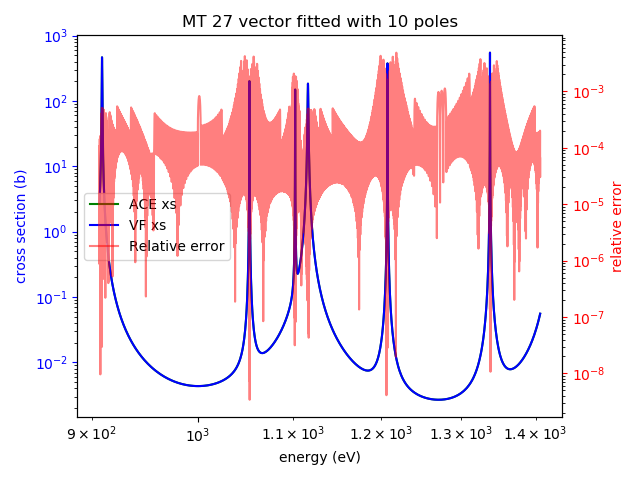 MT 27 vector fitted with 10 poles
cross section (b)
10³
10²
10¹
10⁰
10⁻¹
10⁻²
ACE xs
VF xs
Relative error
10⁻³
10⁻⁴
10⁻⁵
10⁻⁶
10⁻⁷
10⁻⁸
relative error
9 × 10² 10³ 1.1 × 10³ 1.2 × 10³ 1.3 × 10³ 1.4 × 10³
energy (eV)